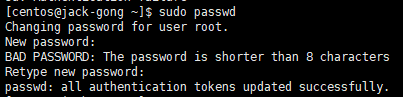 [centos@jack-gong ~]$ sudo passwd
Changing password for user root.
New password:
BAD PASSWORD: The password is shorter than 8 characters
Retype new password:
passwd: all authentication tokens updated successfully.